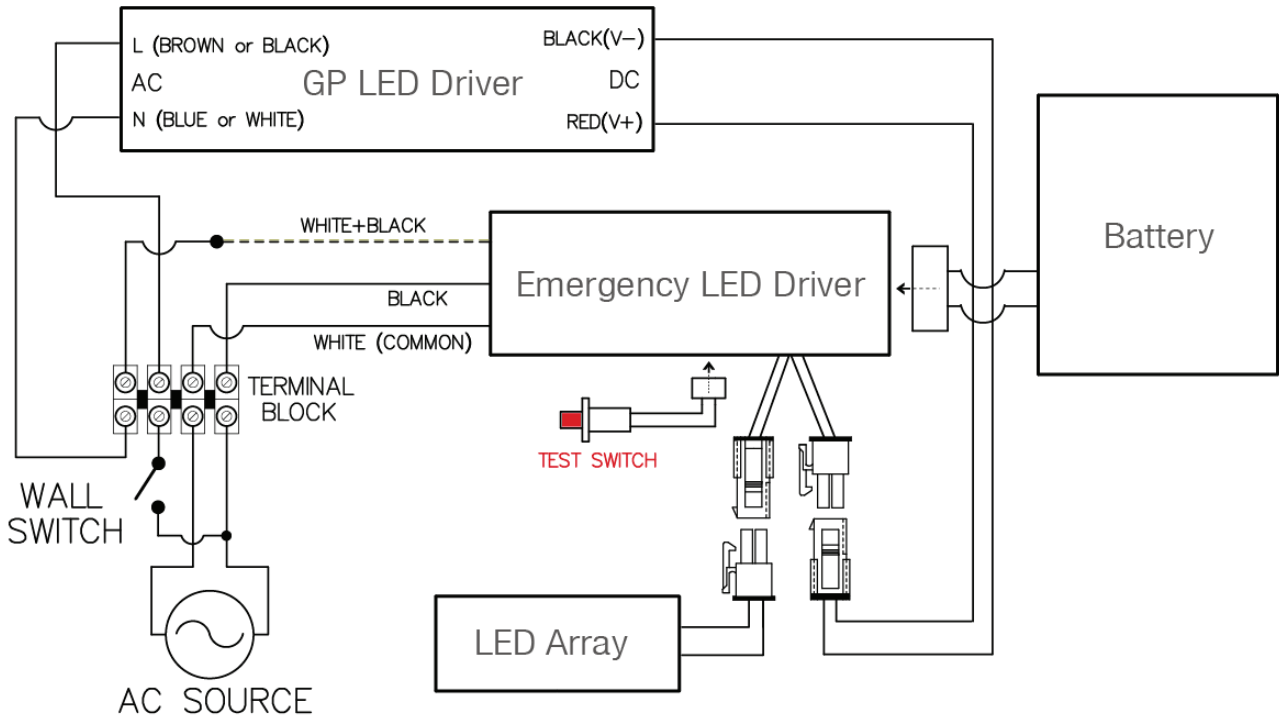 L (BROWN or BLACK)
AC
N (BLUE or WHITE)
GP LED Driver
BLACK(V-)
DC
RED(V+)
WHITE+BLACK
BLACK
WHITE (COMMON)
Emergency LED Driver
Battery
TERMINAL
BLOCK
TEST SWITCH
WALL
SWITCH
LED Array
AC SOURCE